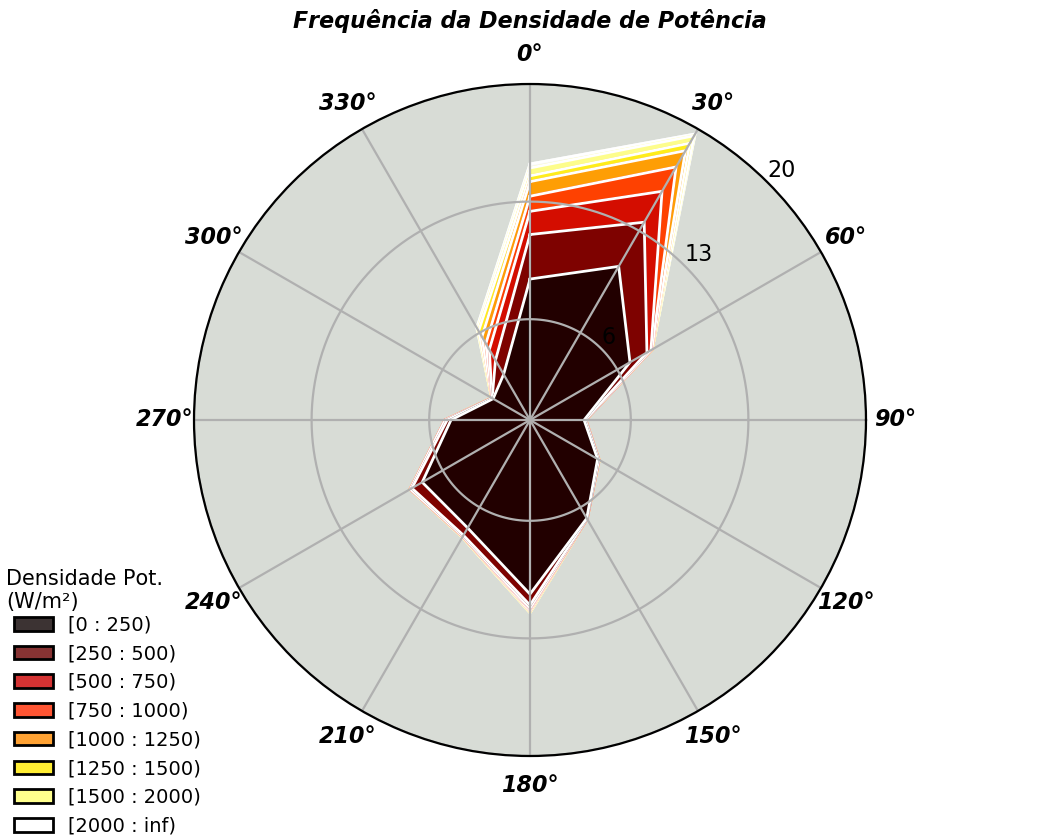 Frequência da Densidade de Potência
0°
330°
30°
20
300°
60°
13
6
270°
90°
240°
120°
210°
150°
180°
Densidade Pot.
(W/m²)
[0 : 250)
[250 : 500)
[500 : 750)
[750 : 1000)
[1000 : 1250)
[1250 : 1500)
[1500 : 2000)
[2000 : inf)